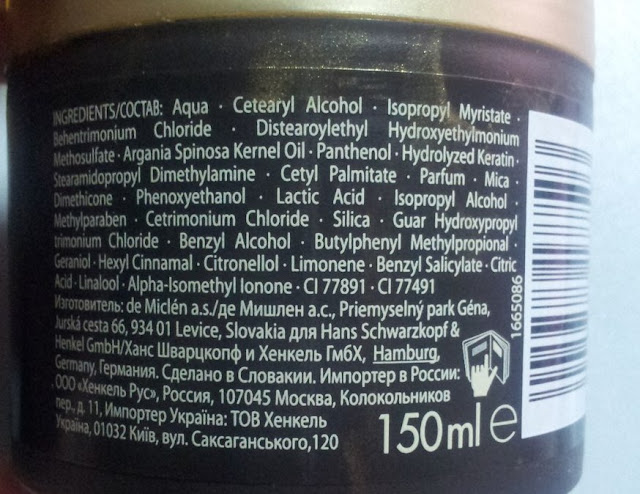 INGREDIENTS/СОСТАВ: Aqua · Cetearyl Alcohol · Isopropyl Myristate ·
Behentrimonium Chloride · Distearoylethyl Hydroxyethylmonium
Methosulfate · Argania Spinosa Kernel Oil · Panthenol · Hydrolyzed Keratin ·
Stearamidopropyl Dimethylamine · Cetyl Palmitate · Parfum · Mica ·
Dimethicone · Phenoxyethanol · Lactic Acid · Isopropyl Alcohol ·
Methylparaben · Cetrimonium Chloride · Silica · Guar Hydroxypropyl
trimonium Chloride · Benzyl Alcohol · Butylphenyl Methylpropional ·
Geraniol · Hexyl Cinnamal · Citronellol · Limonene · Benzyl Salicylate · Citric
Acid · Linalool · Alpha-Isomethyl Ionone · CI 77891 · CI 77491
Изготовитель: de Miclén a.s./де Мишлен а.с., Priemyselný park Géňa,
Jurská cesta 66, 934 01 Levice, Slovakia для Hans Schwarzkopf &
Henkel GmbH/Ханс Шварцкопф и Хенкель ГмбХ, Hamburg,
Germany, Германия. Сделано в Словакии. Импортер в России:
ООО «Хенкель Рус», Россия, 107045 Москва, Колокольников
пер., д. 11, Импортер Україна: ТОВ Хенкель
Україна, 01032 Київ, вул. Саксаганського,120
150ml e
1665086